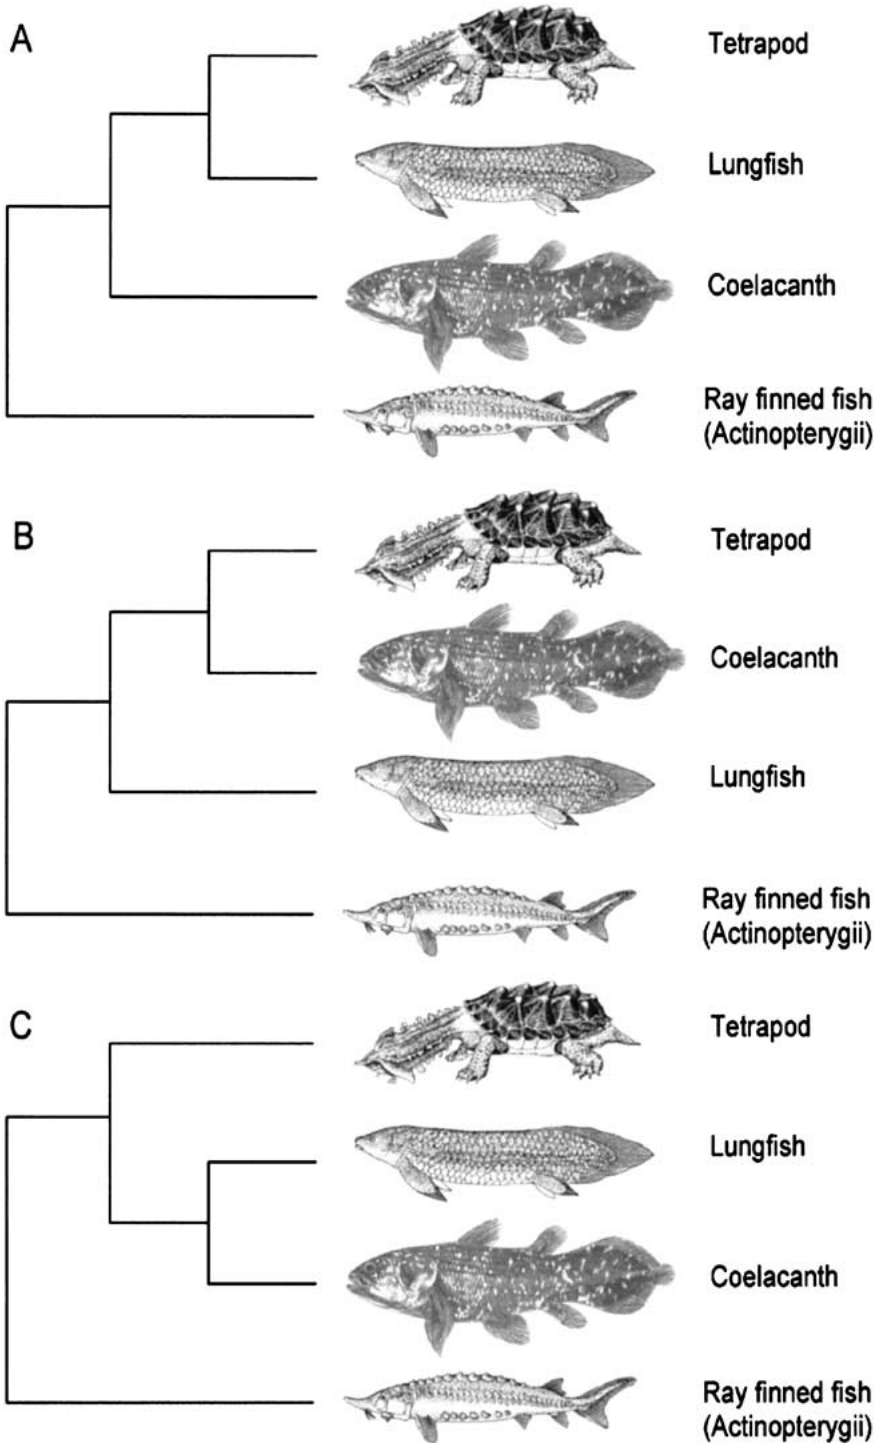 A
Tetrapod
Lungfish
Coelacanth
Ray finned fish
(Actinopterygii)
B
Tetrapod
Coelacanth
Lungfish
Ray finned fish
(Actinopterygii)
C
Tetrapod
Lungfish
Coelacanth
Ray finned fish
(Actinopterygii)